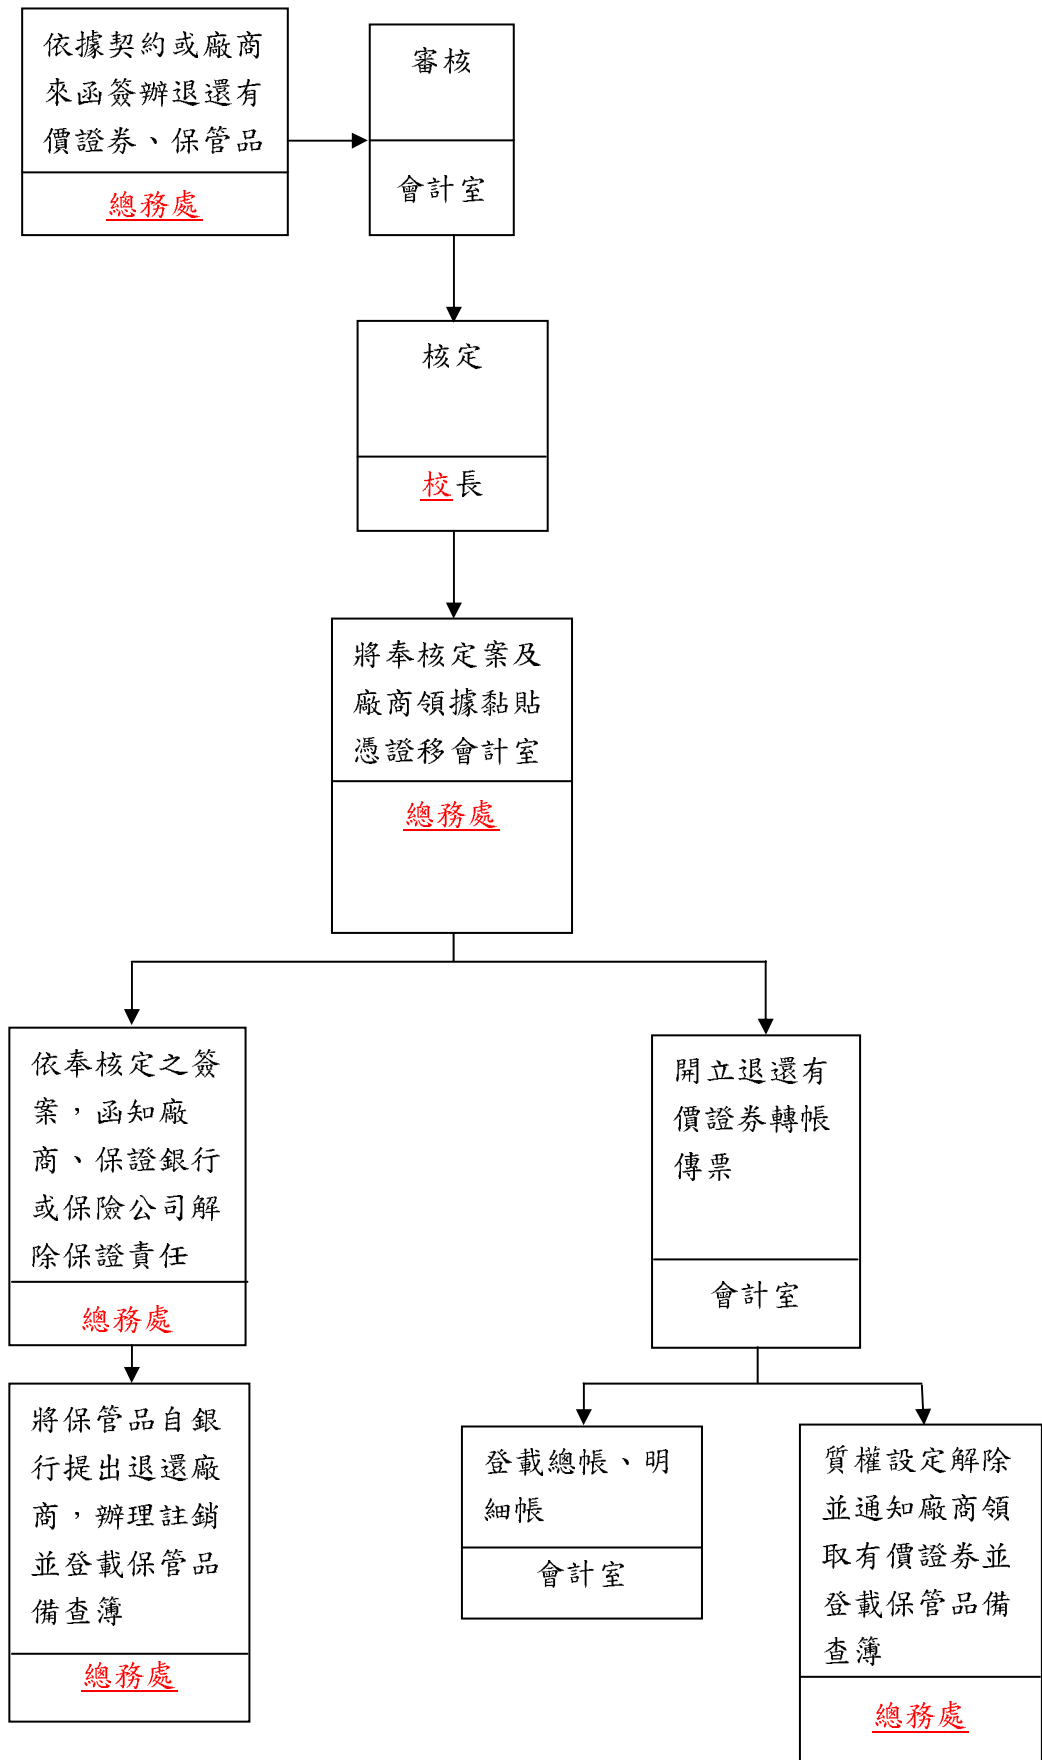 依據契約或廠商
來函簽辦退還有
價證券、保管品
總務處
審核
會計室
核定
校長
將奉核定案及
廠商領據黏貼
憑證移會計室
總務處
依奉核定之簽
案，函知廠
商、保證銀行
或保險公司解
除保證責任
總務處
將保管品自銀
行提出退還廠
商，辦理註銷
並登載保管品
備查簿
總務處
開立退還有
價證券轉帳
傳票
會計室
登載總帳、明
細帳
會計室
質權設定解除
並通知廠商領
取有價證券並
登載保管品備
查簿
總務處